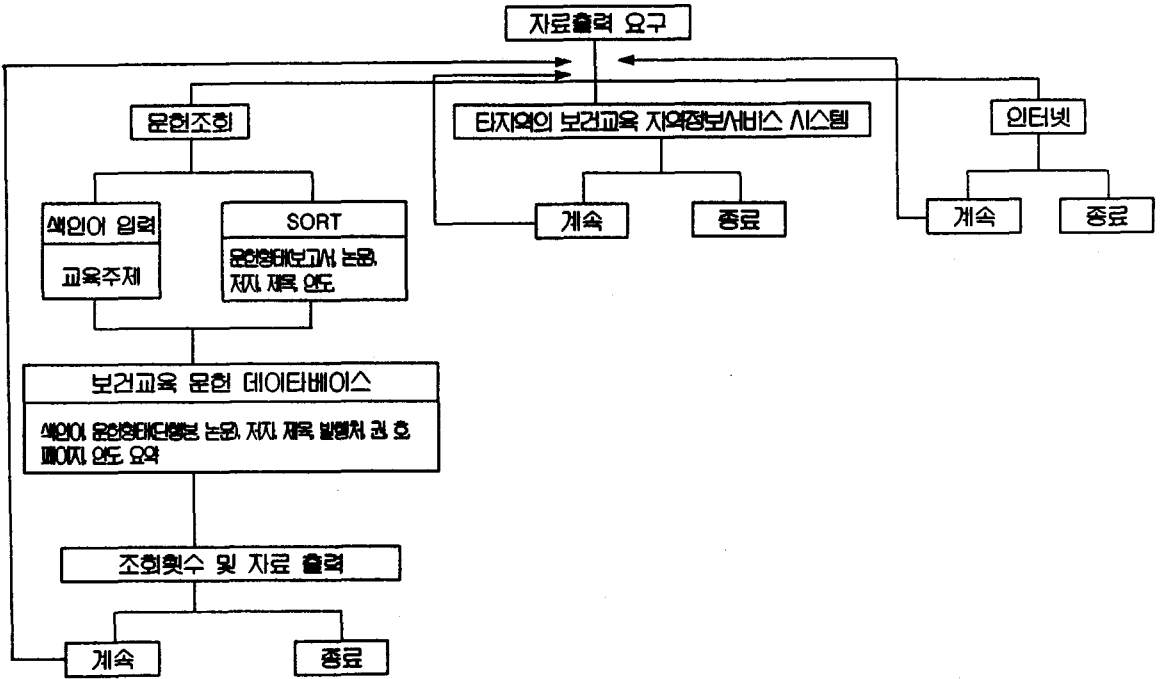 자료출력 요구
문헌조회
타지역의 보건교육 지역정보서비스 시스템
인터넷
색인어 입력
교육주제
SORT
문헌형태(보고서, 논문),
저자, 제목, 연도
계속
종료
계속
종료
보건교육 문헌 데이타베이스
색인어, 문헌형태(단행본, 논문), 저자, 제목, 발행처, 권, 호,
페이지, 연도, 요약
조회횟수 및 자료 출력
계속
종료